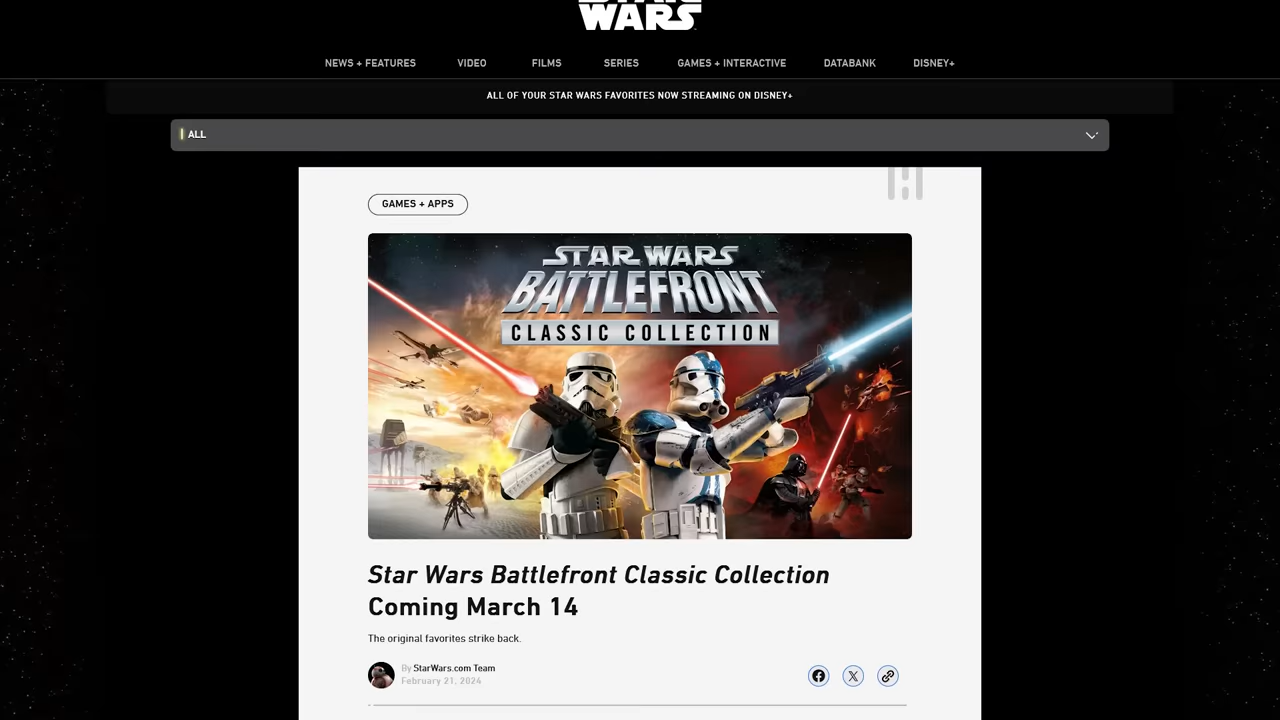 STAR
WARS
NEWS + FEATURES VIDEO FILMS SERIES GAMES + INTERACTIVE DATABANK DISNEY+
ALL OF YOUR STAR WARS FAVORITES NOW STREAMING ON DISNEY+
ALL
GAMES + APPS
STAR WARS
BATTLEFRONT
CLASSIC COLLECTION
Star Wars Battlefront Classic Collection
Coming March 14
The original favorites strike back.
By StarWars.com Team
February 21, 2024